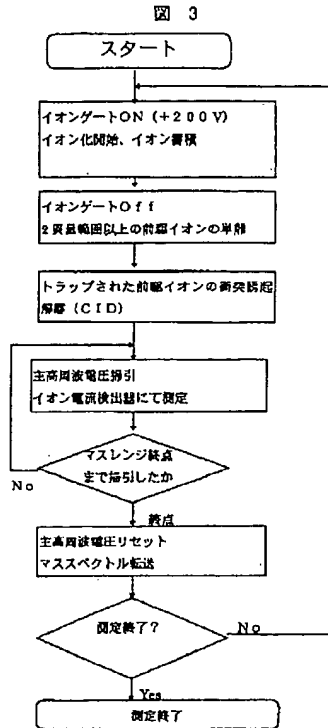 図 3
スタート
イオンゲートON(+200V)
イオン化開始、イオン蓄積
イオンゲートOff
2質量範囲以上の前駆イオンの単離
トラップされた前駆イオンの衝突誘起
解離(CID)
主高周波電圧掃引
イオン電流検出器にて測定
マスレンジ終点
まで掃引したか
No
終点
主高周波電圧リセット
マススペクトル転送
測定終了?
No
Yes
測定終了